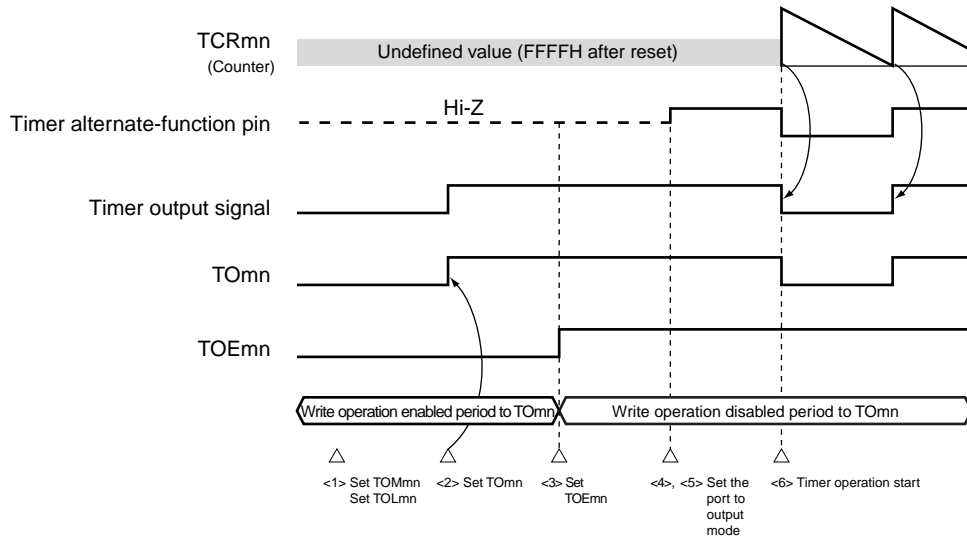 TCRmn
(Counter)
Undefined value (FFFFH after reset)
Timer alternate-function pin
Hi-Z
Timer output signal
TOmn
TOEmn
Write operation enabled period to TOmn
Write operation disabled period to TOmn
<1> Set TOMmn
Set TOLmn
<2> Set TOmn
<3> Set
TOEmn
<4>, <5> Set the
port to
output
mode
<6> Timer operation start